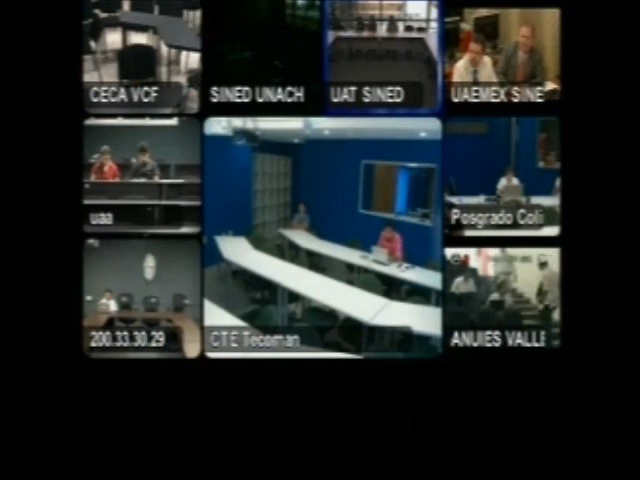 CECA VCF
SINED UNACH
UAT SINED
UAEMEX SINE
uaa
Posgrado Coli
200.33.30.29
CTE Tecoman
ANUIES VALLE